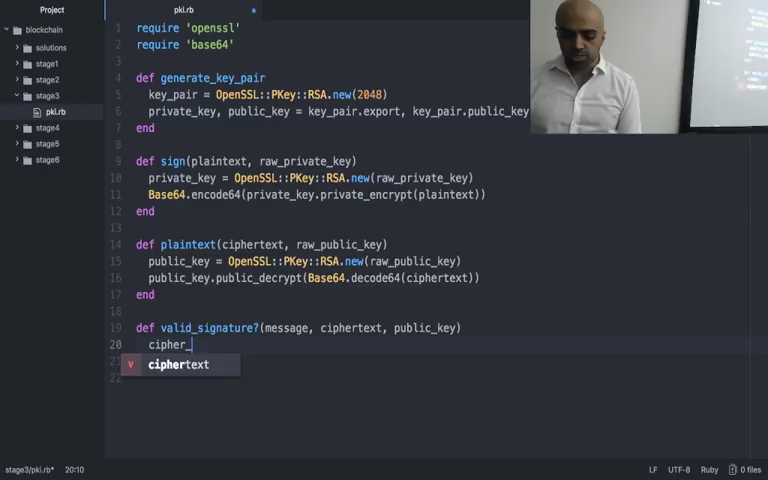 Project
pki.rb
blockchain
solutions
stage1
stage2
stage3
pki.rb
stage4
stage5
stage6
1 require 'openssl'
2 require 'base64'
3
4 def generate_key_pair
5 key_pair = OpenSSL::PKey::RSA.new(2048)
6 private_key, public_key = key_pair.export, key_pair.public_key
7 end
8
9 def sign(plaintext, raw_private_key)
10 private_key = OpenSSL::PKey::RSA.new(raw_private_key)
11 Base64.encode64(private_key.private_encrypt(plaintext))
12 end
13
14 def plaintext(ciphertext, raw_public_key)
15 public_key = OpenSSL::PKey::RSA.new(raw_public_key)
16 public_key.public_decrypt(Base64.decode64(ciphertext))
17 end
18
19 def valid_signature?(message, ciphertext, public_key)
20 cipher_
v ciphertext
22
stage3/pki.rb* 20:10
LF UTF-8 Ruby 0 files